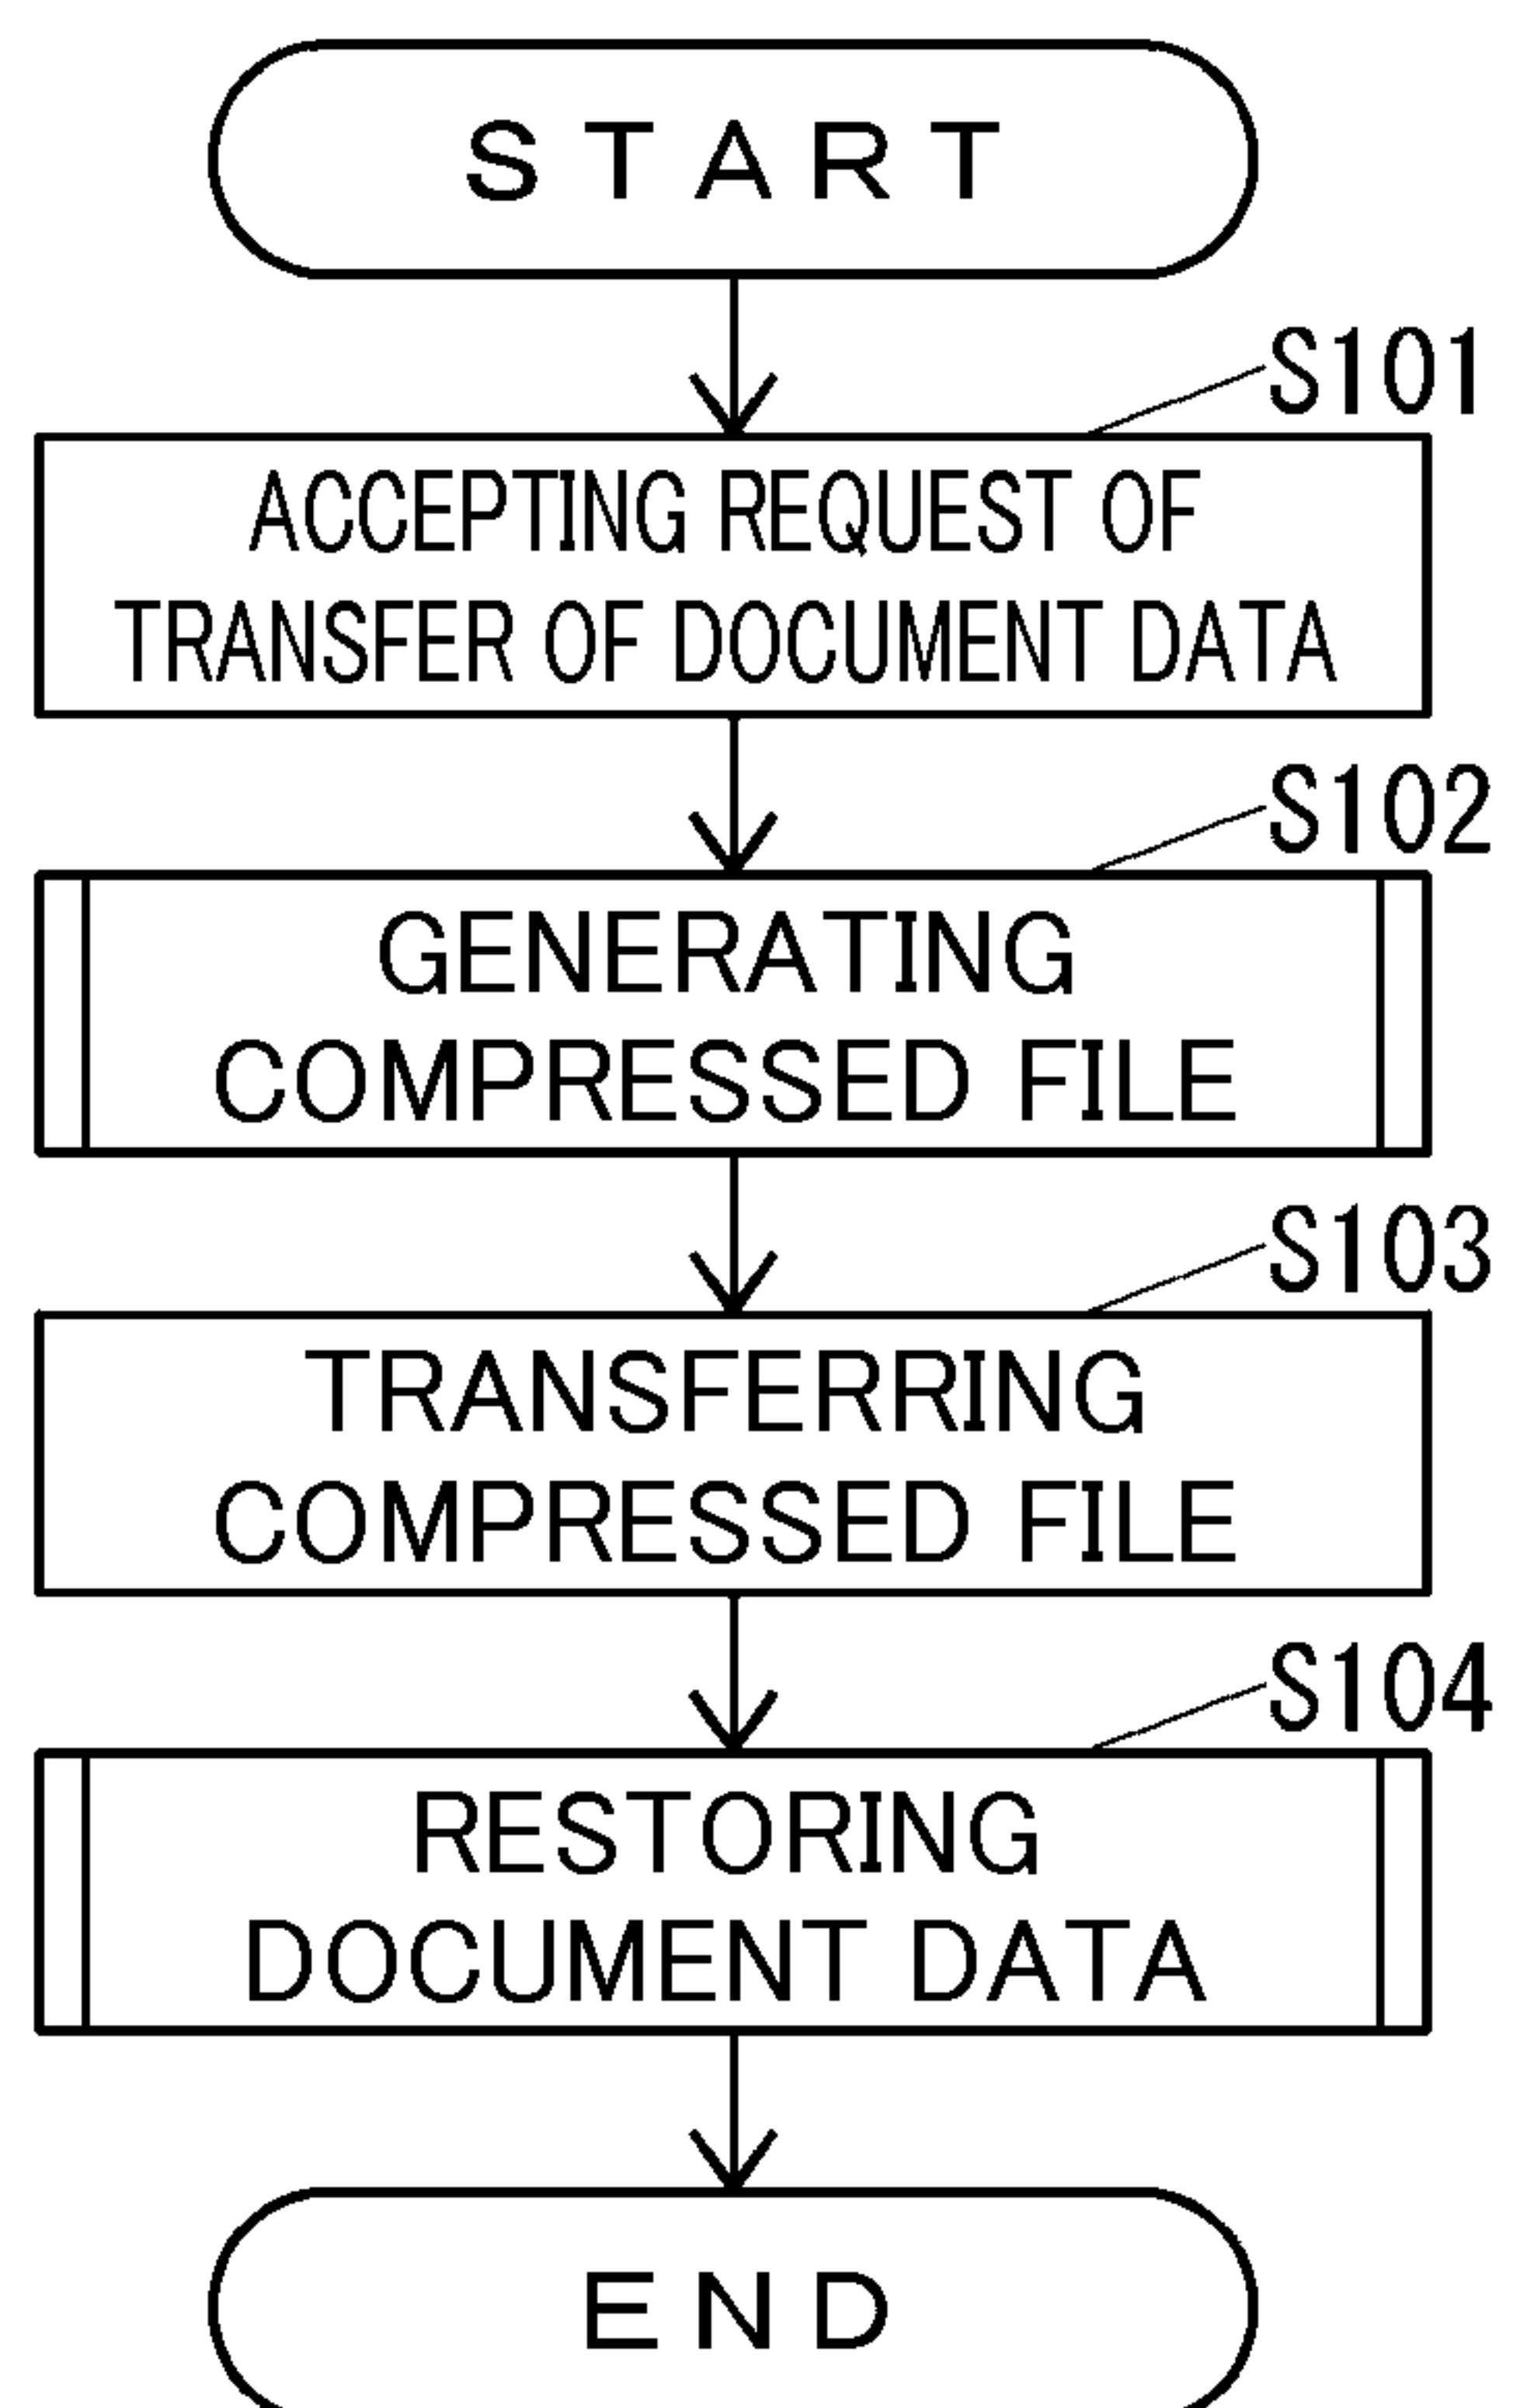 START
S101
ACCEPTING REQUEST OF
TRANSFER OF DOCUMENT DATA
S102
GENERATING
COMPRESSED FILE
S103
TRANSFERRING
COMPRESSED FILE
S104
RESTORING
DOCUMENT DATA
END